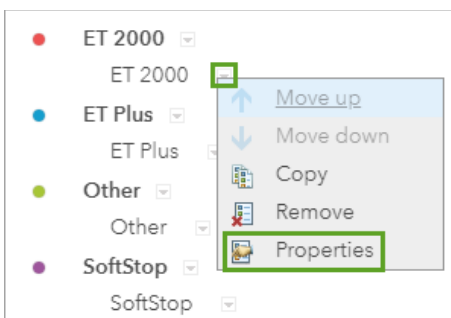 ET 2000
ET 2000
Move up
ET Plus
Move down
ET Plus
Copy
Other
Remove
Other
Properties
SoftStop
SoftStop